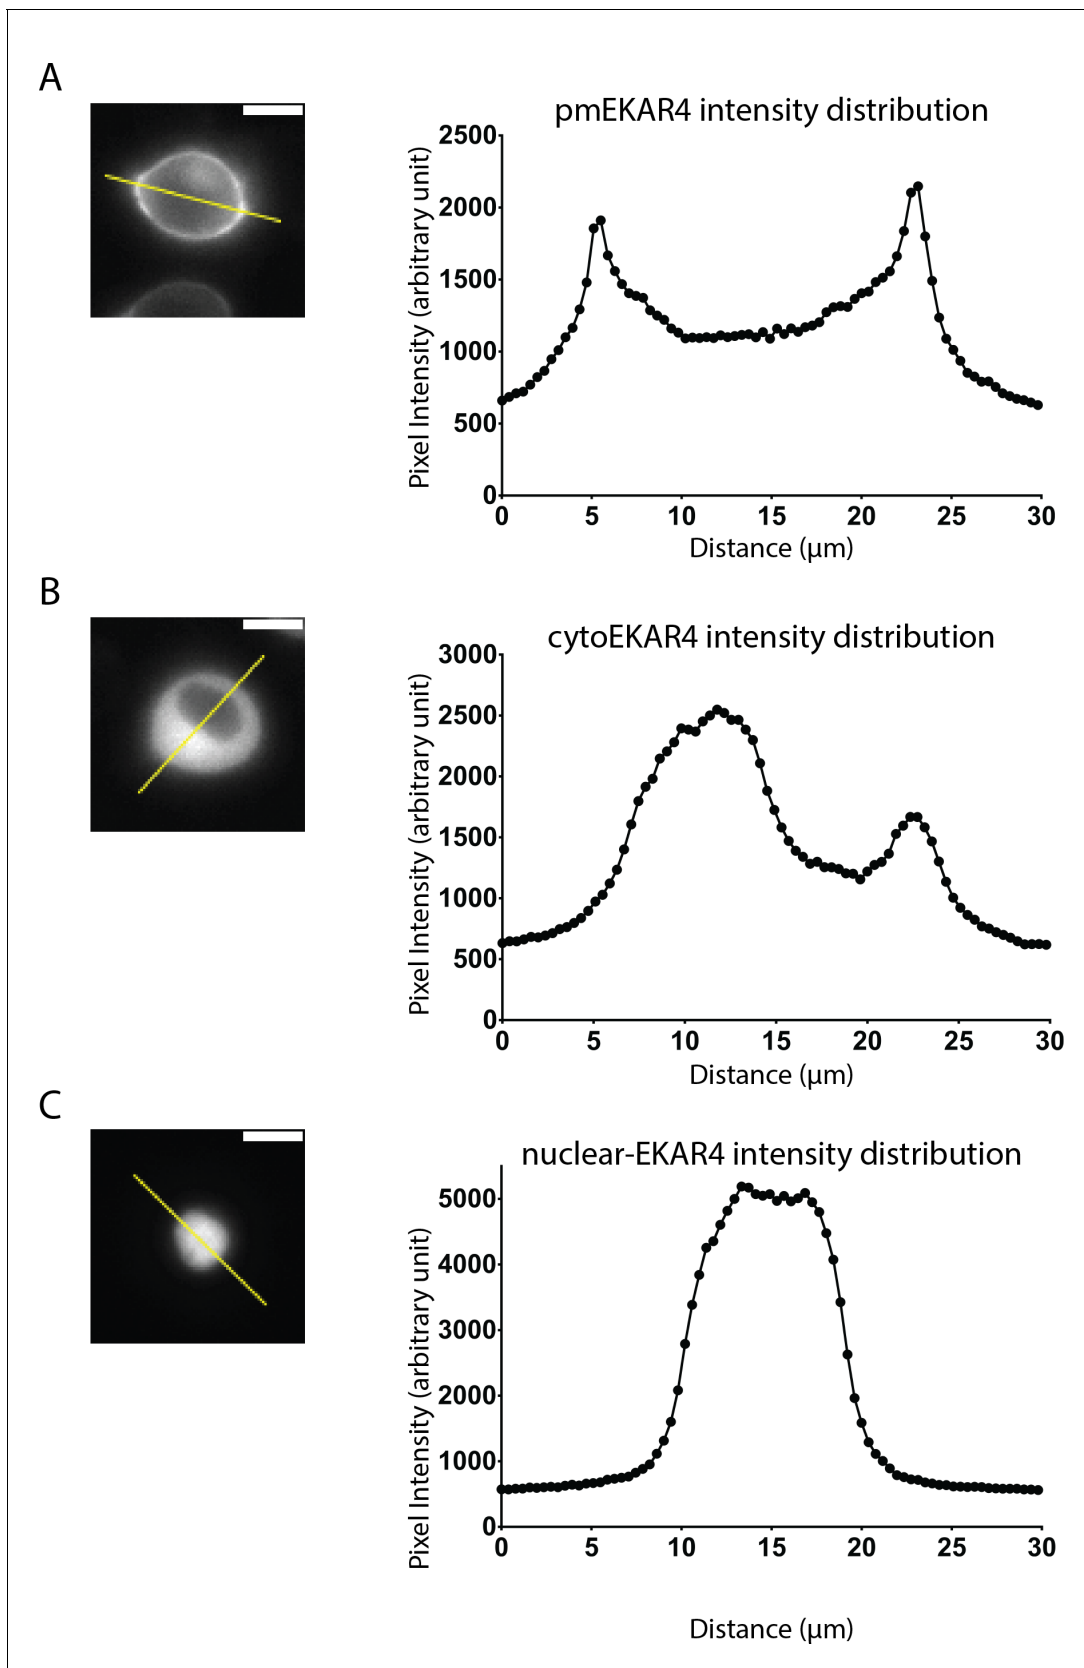 A
pmEKAR4 intensity distribution
Pixel Intensity (arbitrary unit)
2500
2000
1500
1000
500
0
0 5 10 15 20 25 30
Distance (µm)
B
cytoEKAR4 intensity distribution
Pixel Intensity (arbitrary unit)
3000
2500
2000
1500
1000
500
0
0 5 10 15 20 25 30
Distance (µm)
C
nuclear-EKAR4 intensity distribution
Pixel Intensity (arbitrary unit)
5000
4000
3000
2000
1000
0
0 5 10 15 20 25 30
Distance (µm)